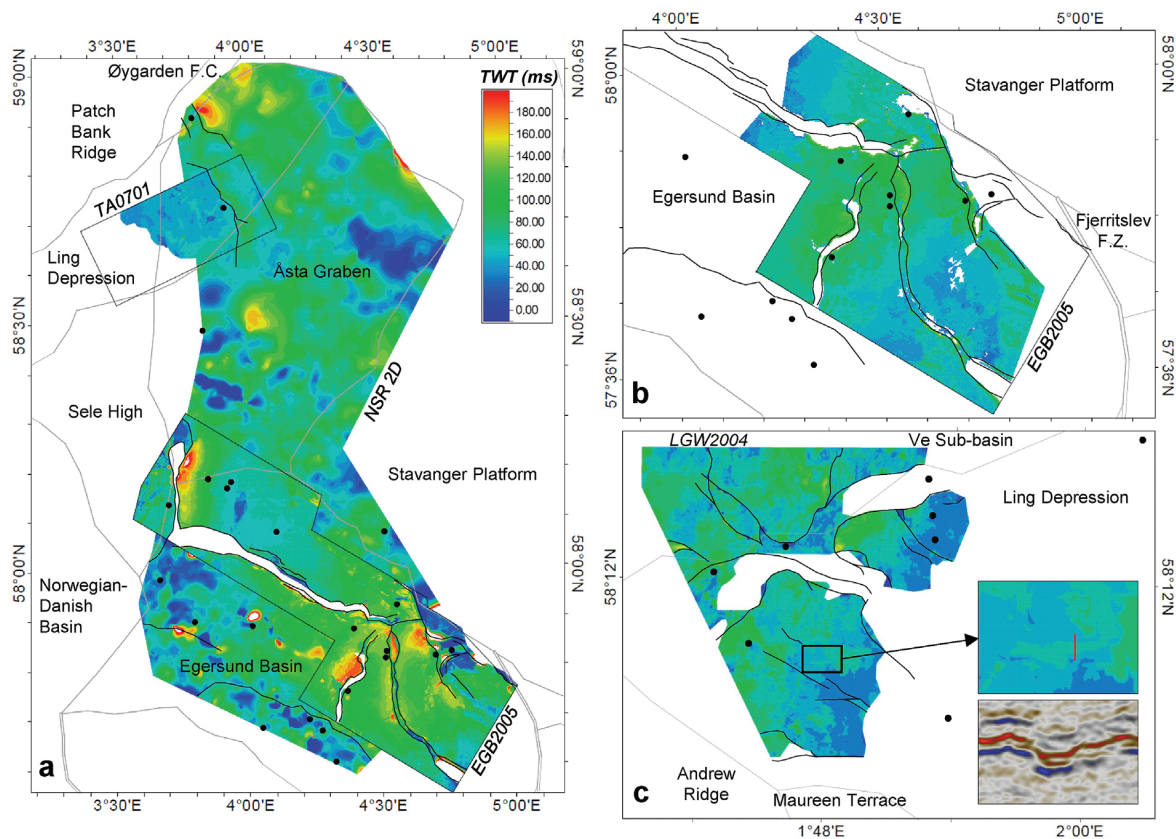 3°30'E 4°00'E 4°30'E 5°00'E
59°00'N
59°00'N
Øygarden F.C.
Patch
Bank
Ridge
TWT (ms)
180.00
160.00
140.00
120.00
100.00
80.00
60.00
40.00
20.00
0.00
TA0701
Ling
Depression
Åsta Graben
58°30'N
58°30'N
NSR 2D
Sele High
Stavanger Platform
58°00'N
58°00'N
Norwegian-
Danish
Basin
Egersund Basin
EGB2005
a
3°30'E 4°00'E 4°30'E 5°00'E
4°00'E 4°30'E 5°00'E
58°00'N
58°00'N
Stavanger Platform
Egersund Basin
Fjerritslev
F.Z.
EGB2005
57°36'N
57°36'N
b
LGW2004
Ve Sub-basin
Ling Depression
58°12'N
58°12'N
Andrew
Ridge
Maureen Terrace
c
1°48'E 2°00'E